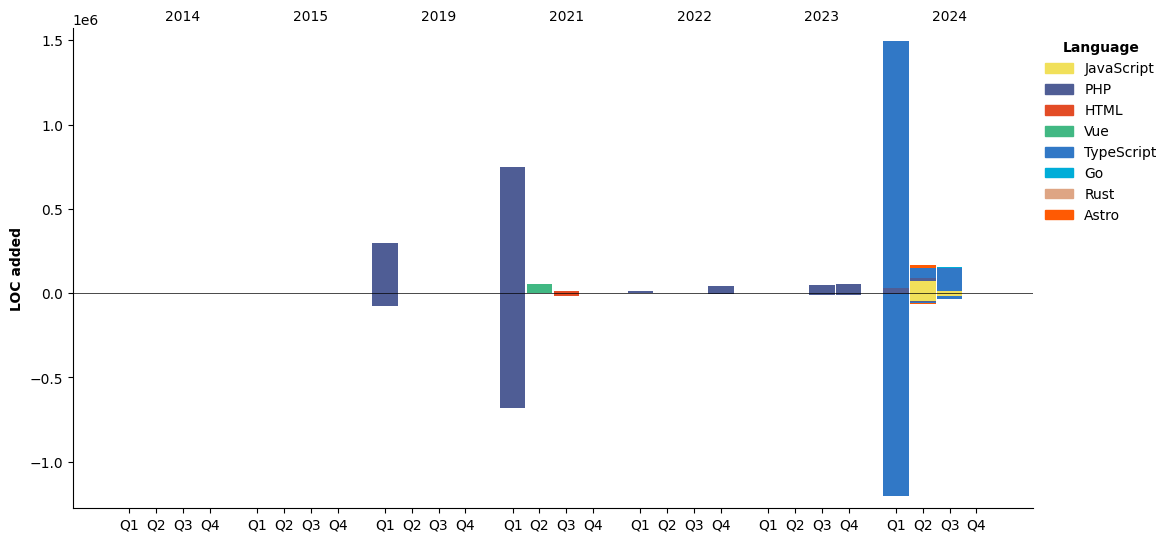 1e6
2014 2015 2019 2021 2022 2023 2024
1.5
1.0
0.5
0.0
−0.5
−1.0
LOC added
Q1 Q2 Q3 Q4 Q1 Q2 Q3 Q4 Q1 Q2 Q3 Q4 Q1 Q2 Q3 Q4 Q1 Q2 Q3 Q4 Q1 Q2 Q3 Q4 Q1 Q2 Q3 Q4
Language
JavaScript
PHP
HTML
Vue
TypeScript
Go
Rust
Astro